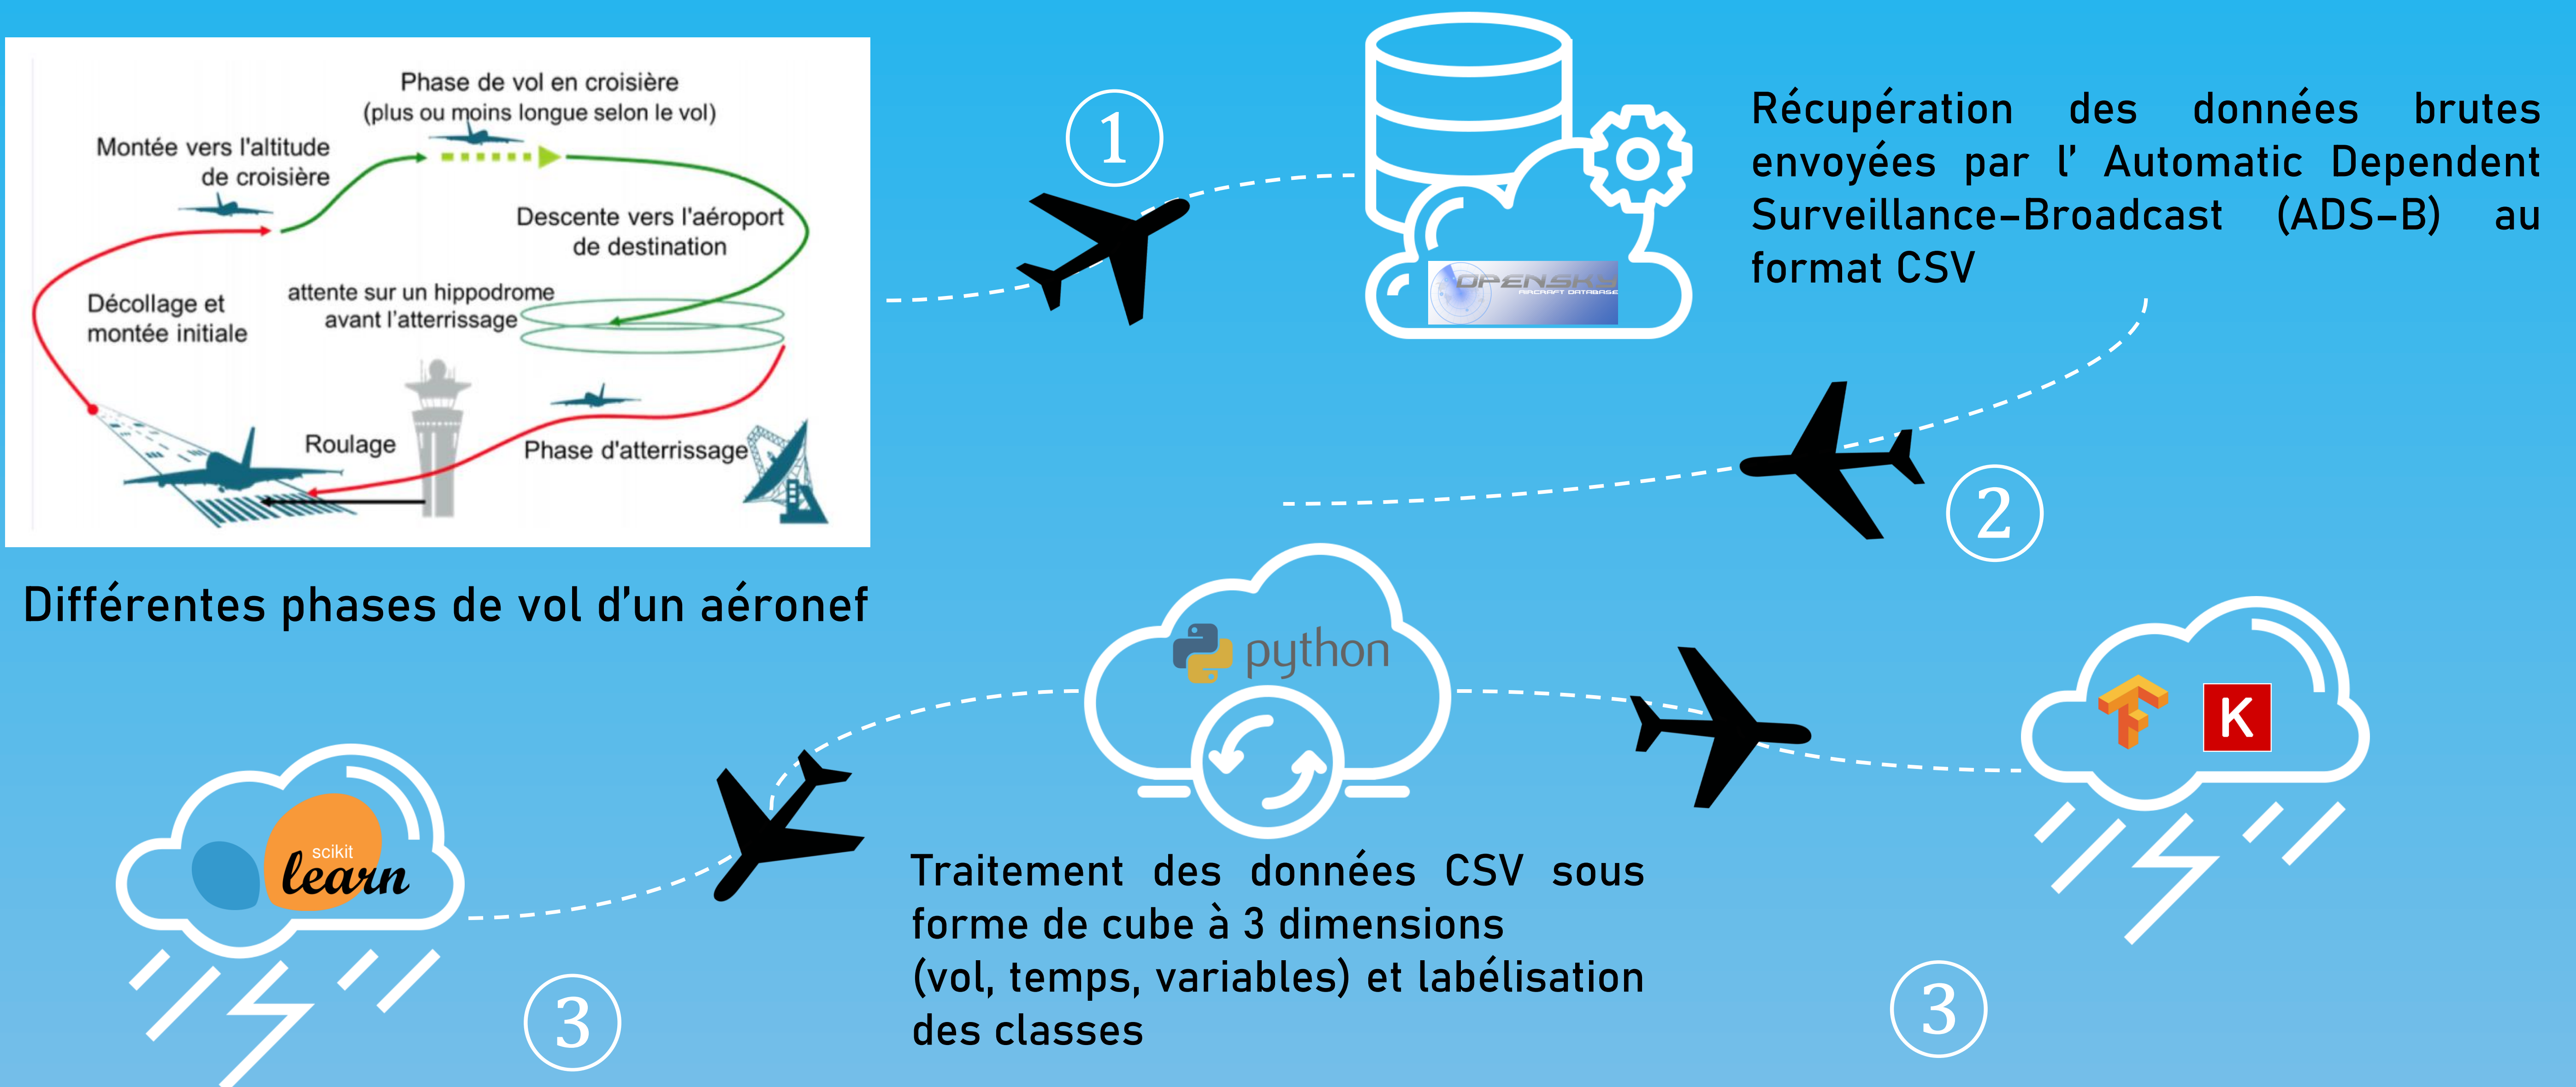 Phase de vol en croisière
(plus ou moins longue selon le vol)
Montée vers l'altitude
de croisière
Descente vers l'aéroport
de destination
Décollage et
montée initiale
attente sur un hippodrome
avant l'atterrissage
Roulage
Phase d'atterrissage
Différentes phases de vol d'un aéronef
1
OPENSKY
AIRCRAFT DATABASE
Récupération des données brutes
envoyées par l' Automatic Dependent
Surveillance-Broadcast (ADS-B) au
format CSV
2
python
Traitement des données CSV sous
forme de cube à 3 dimensions
(vol, temps, variables) et labélisation
des classes
scikit
learn
3
K
3